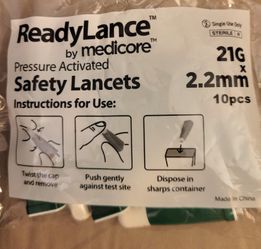 ReadyLance™
by medicore™
Pressure Activated
Safety Lancets
Instructions for Use:
Single Use Only
STERILE R
21G
x
2.2mm
10pcs
Twist the cap
and remove
Push gently
against test site
Dispose in
sharps container
Made in China